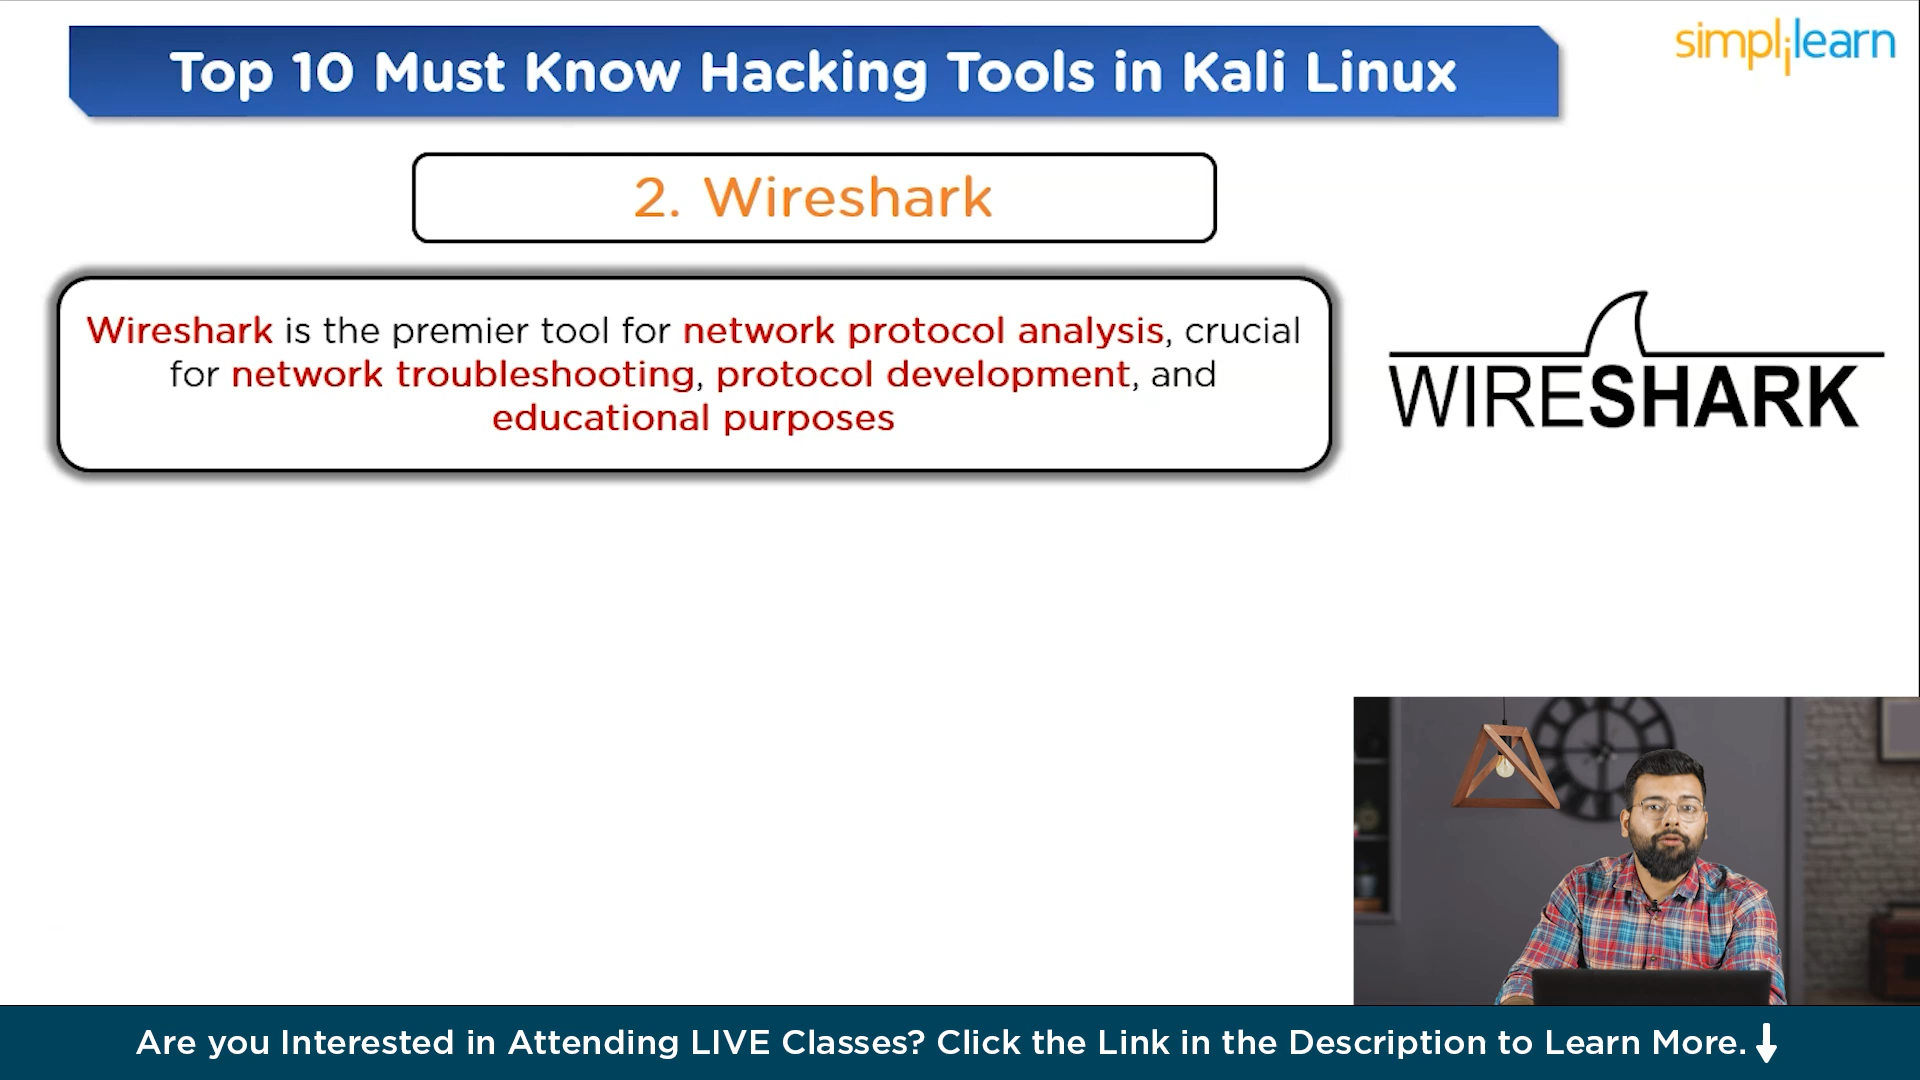 Top 10 Must Know Hacking Tools in Kali Linux
simplilearn
2. Wireshark
Wireshark is the premier tool for network protocol analysis, crucial
for network troubleshooting, protocol development, and
educational purposes
WIRESHARK
Are you Interested in Attending LIVE Classes? Click the Link in the Description to Learn More.